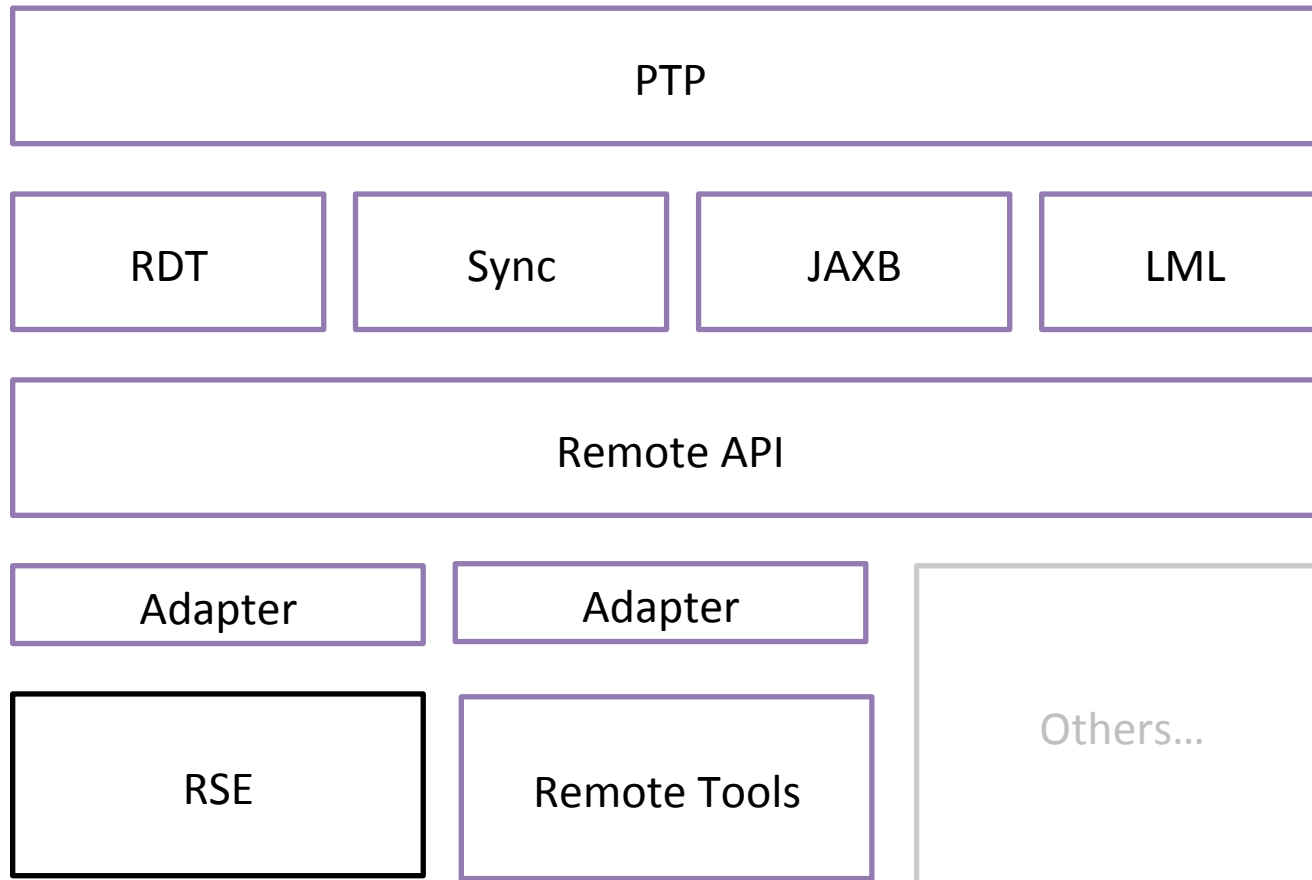 PTP
RDT
Sync
JAXB
LML
Remote API
Adapter
Adapter
RSE
Remote Tools
Others…